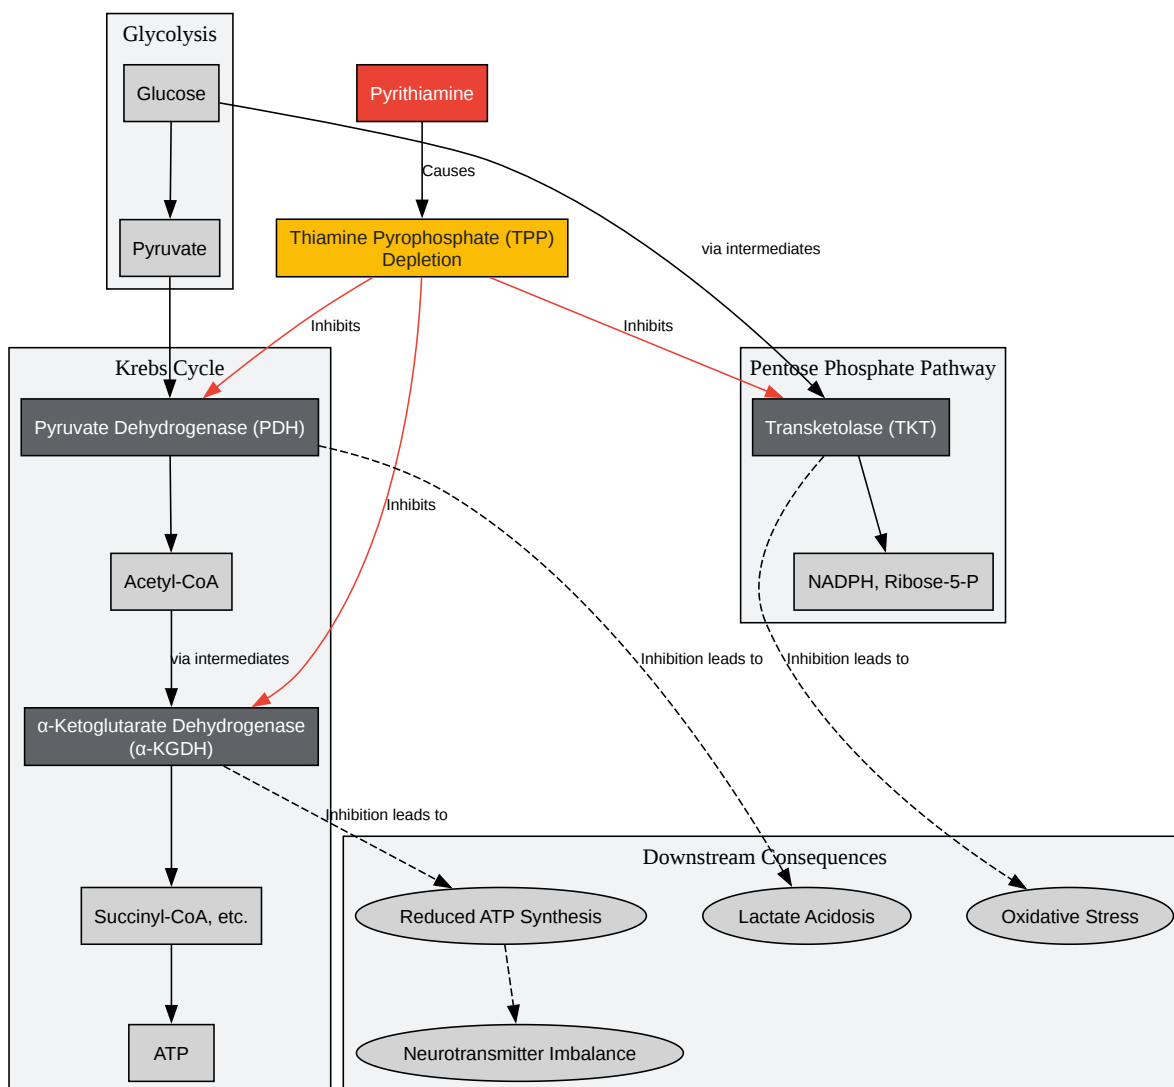 Glycolysis
Glucose
Pyrithiamine
Causes
Pyruvate
Thiamine Pyrophosphate (TPP)
Depletion
via intermediates
Inhibits
Inhibits
Krebs Cycle
Pentose Phosphate Pathway
Pyruvate Dehydrogenase (PDH)
Transketolase (TKT)
Inhibits
Acetyl-CoA
NADPH, Ribose-5-P
via intermediates
Inhibition leads to
Inhibition leads to
α-Ketoglutarate Dehydrogenase
(α-KGDH)
Inhibition leads to
Downstream Consequences
Succinyl-CoA, etc.
Reduced ATP Synthesis
Lactate Acidosis
Oxidative Stress
ATP
Neurotransmitter Imbalance